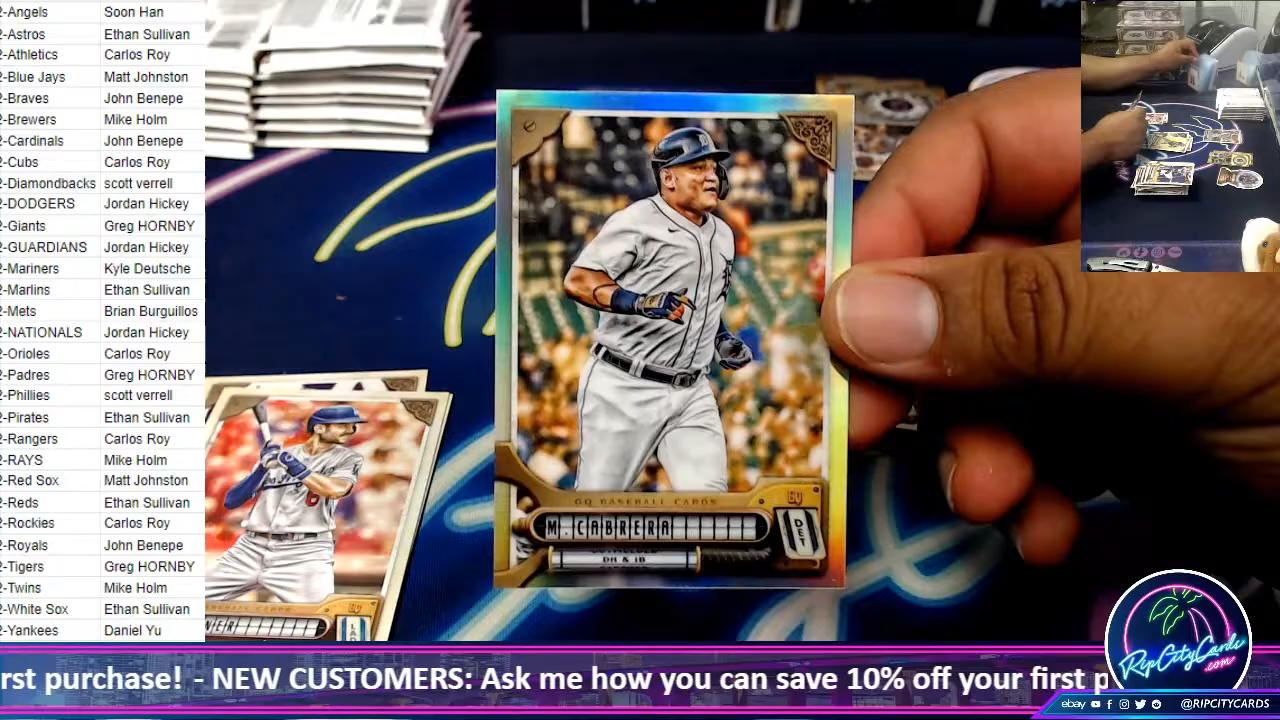 2-Angels Soon Han
2-Astros Ethan Sullivan
2-Athletics Carlos Roy
2-Blue Jays Matt Johnston
2-Braves John Benepe
2-Brewers Mike Holm
2-Cardinals John Benepe
2-Cubs Carlos Roy
2-Diamondbacks scott verrell
2-DODGERS Jordan Hickey
2-Giants Greg HORNBY
2-GUARDIANS Jordan Hickey
2-Mariners Kyle Deutsche
2-Marlins Ethan Sullivan
2-Mets Brian Burguillos
2-NATIONALS Jordan Hickey
2-Orioles Carlos Roy
2-Padres Greg HORNBY
2-Phillies scott verrell
2-Pirates Ethan Sullivan
2-Rangers Carlos Roy
2-RAYS Mike Holm
2-Red Sox Matt Johnston
2-Reds Ethan Sullivan
2-Rockies Carlos Roy
2-Royals John Benepe
2-Tigers Greg HORNBY
2-Twins Mike Holm
2-White Sox Ethan Sullivan
2-Yankees Daniel Yu
GQ BASEBALL CARDS
GQ
M. CABRERA
DET
DH & 1B
BASEBALL CARDS
GQ
NER
LAD
6
D
RipCityCards
.com
rst purchase! - NEW CUSTOMERS: Ask me how you can save 10% off your first p
ebay @RIPCITYCARDS